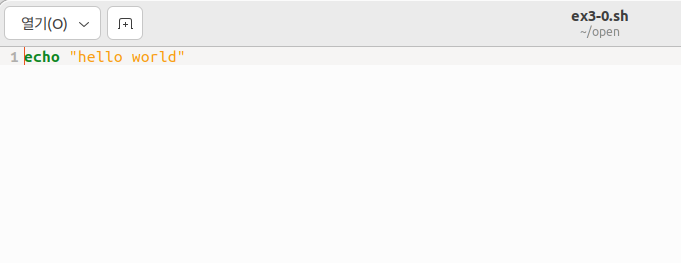 열기(O)
ex3-0.sh
~/open
1 echo "hello world"